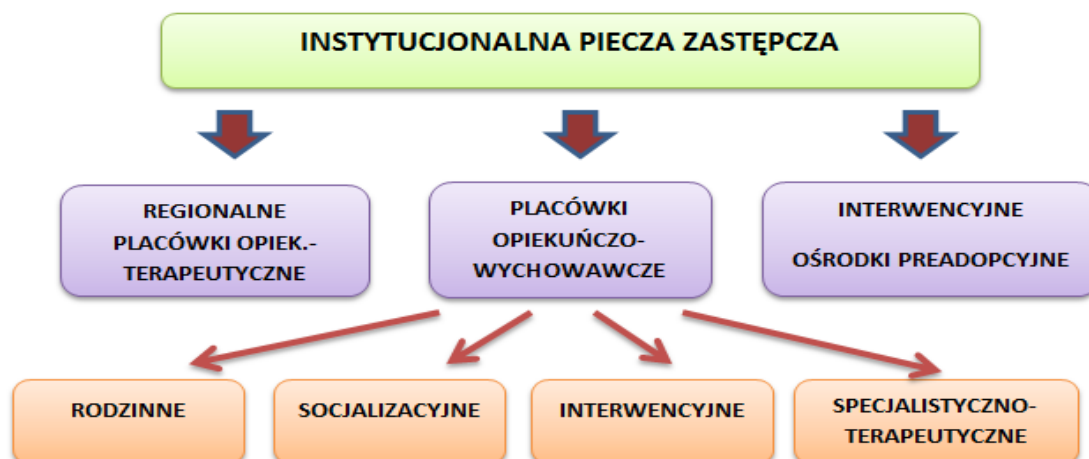 INSTYTUCJONALNA PIECZA ZASTĘPCZA
REGIONALNE
PLACÓWKI OPIEK.-
TERAPEUTYCZNE
PLACÓWKI
OPIEKUŃCZO-
WYCHOWAWCZE
INTERWENCYJNE
OŚRODKI PREADOPCYJNE
RODZINNE
SOCJALIZACYJNE
INTERWENCYJNE
SPECJALISTYCZNO-
TERAPEUTYCZNE